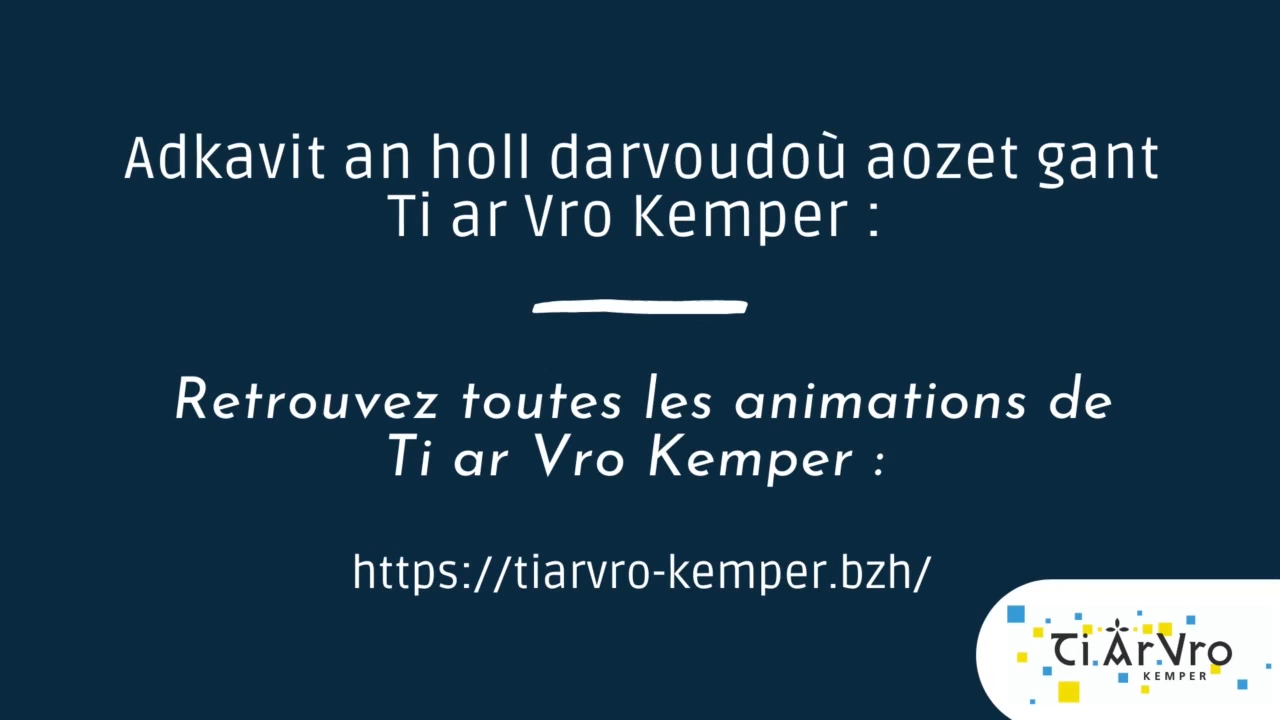 Adkavit an holl darvoudoù aozet gant
Ti ar Vro Kemper :
Retrouvez toutes les animations de
Ti ar Vro Kemper :
https://tiarvro-kemper.bzh/
Ti Ar Vro
KEMPER